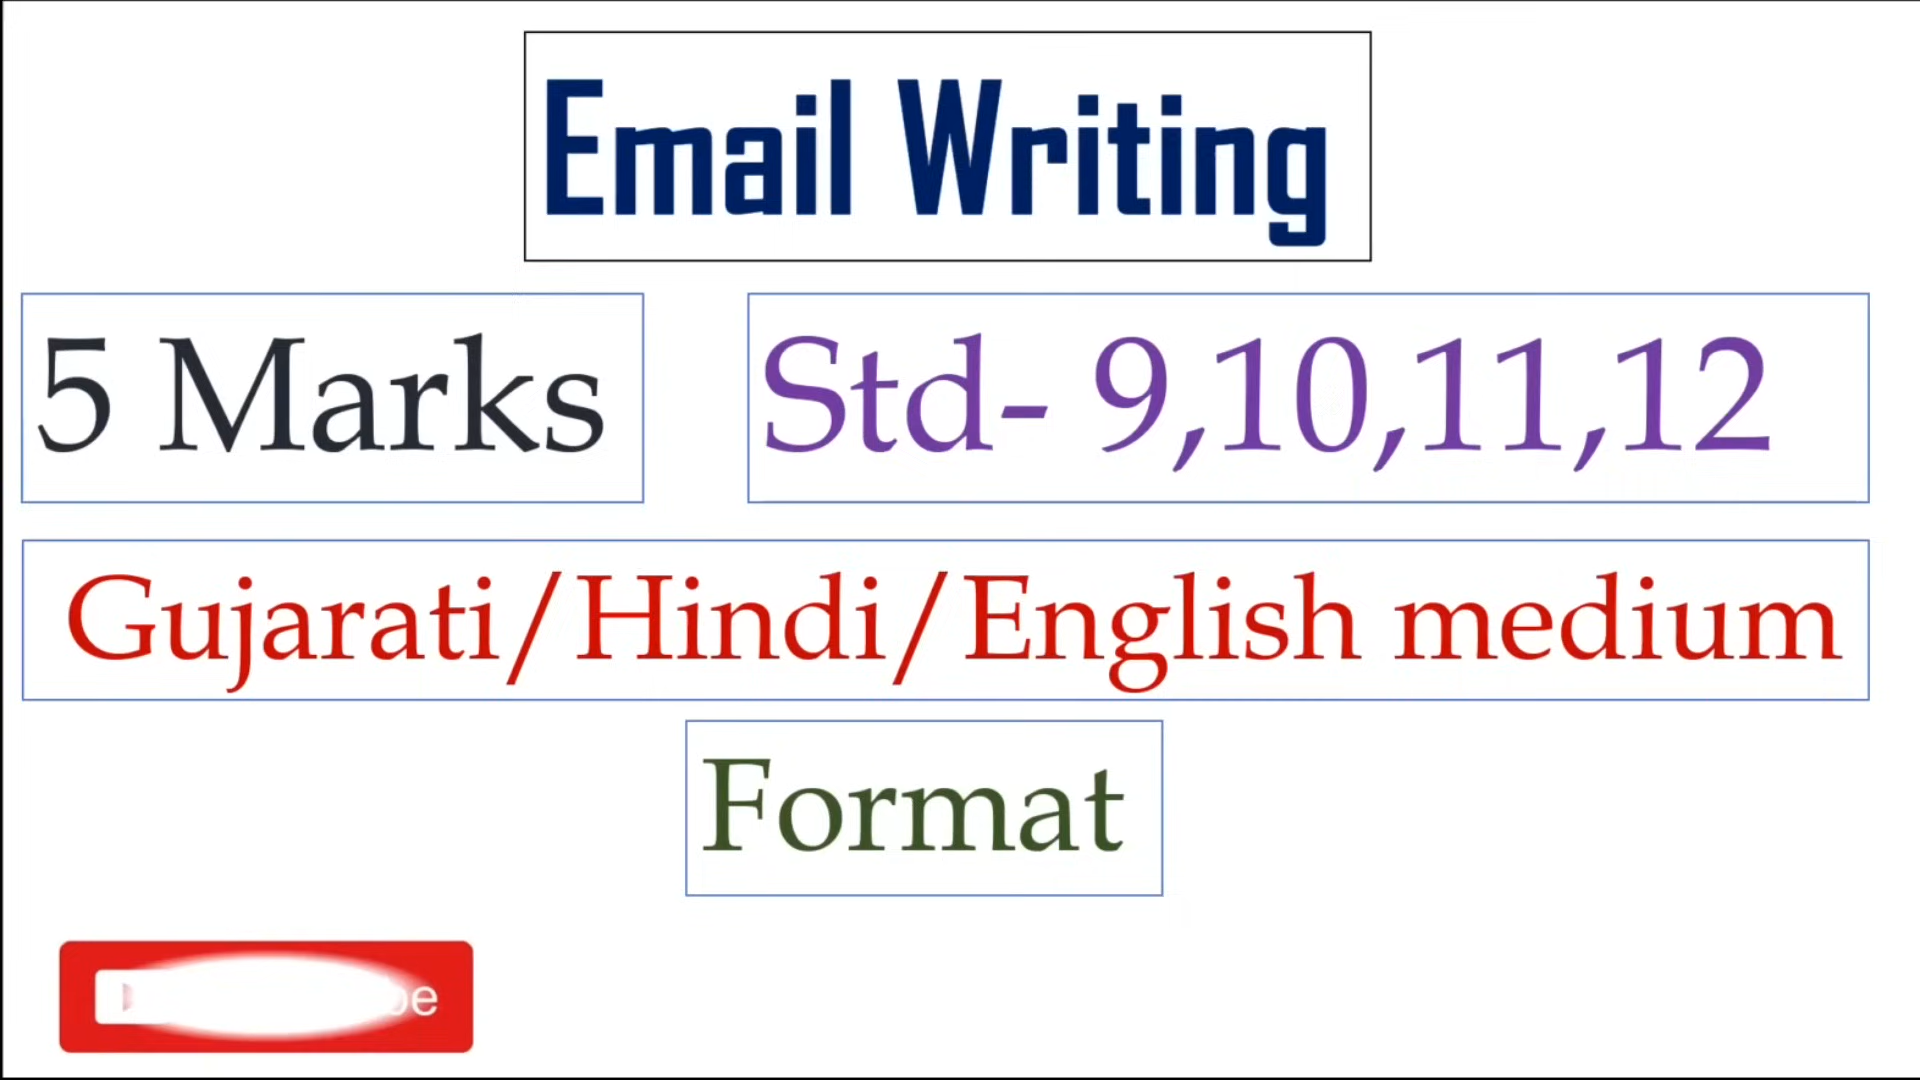 Email Writing
5 Marks
Std- 9,10,11,12
Gujarati/Hindi/English medium
Format